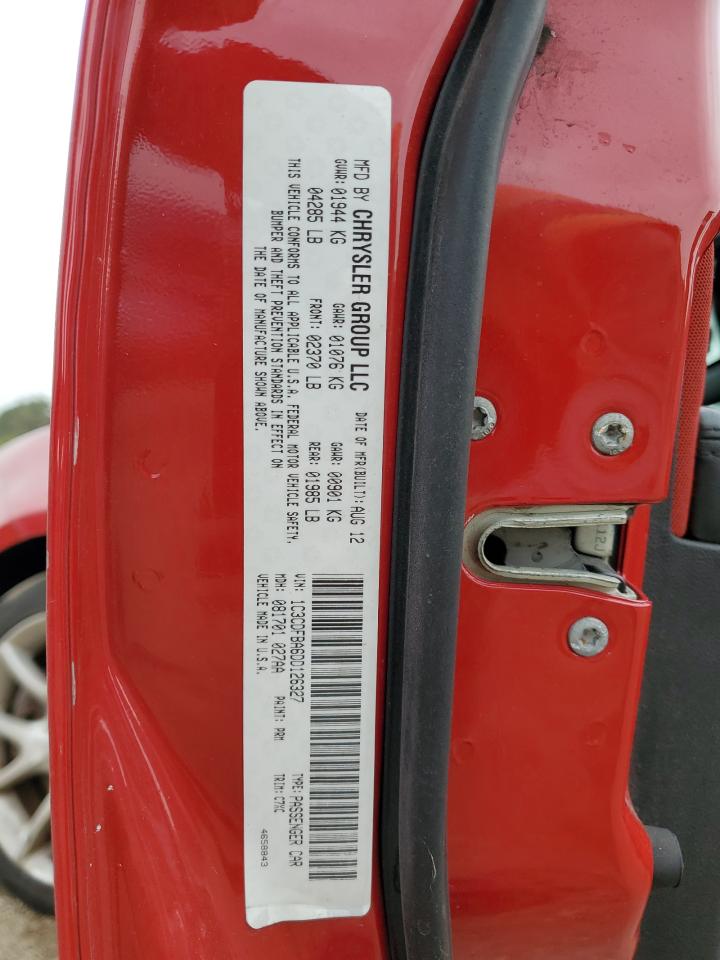 MFD BY CHRYSLER GROUP LLC DATE OF MFR(BUILT): AUG 12
GVWR: 01944 KG GAWR: 01076 KG GAWR: 00901 KG
04285 LB FRONT: 02370 LB REAR: 01985 LB
THIS VEHICLE CONFORMS TO ALL APPLICABLE U.S.A. FEDERAL MOTOR VEHICLE SAFETY,
BUMPER AND THEFT PREVENTION STANDARDS IN EFFECT ON
THE DATE OF MANUFACTURE SHOWN ABOVE.
VIN: 1C3CDFBA6DD126327 TYPE: PASSENGER CAR
MDH: 081701 027AA PAINT: PRM TRIM: C7XC
VEHICLE MADE IN U.S.A.
4658843